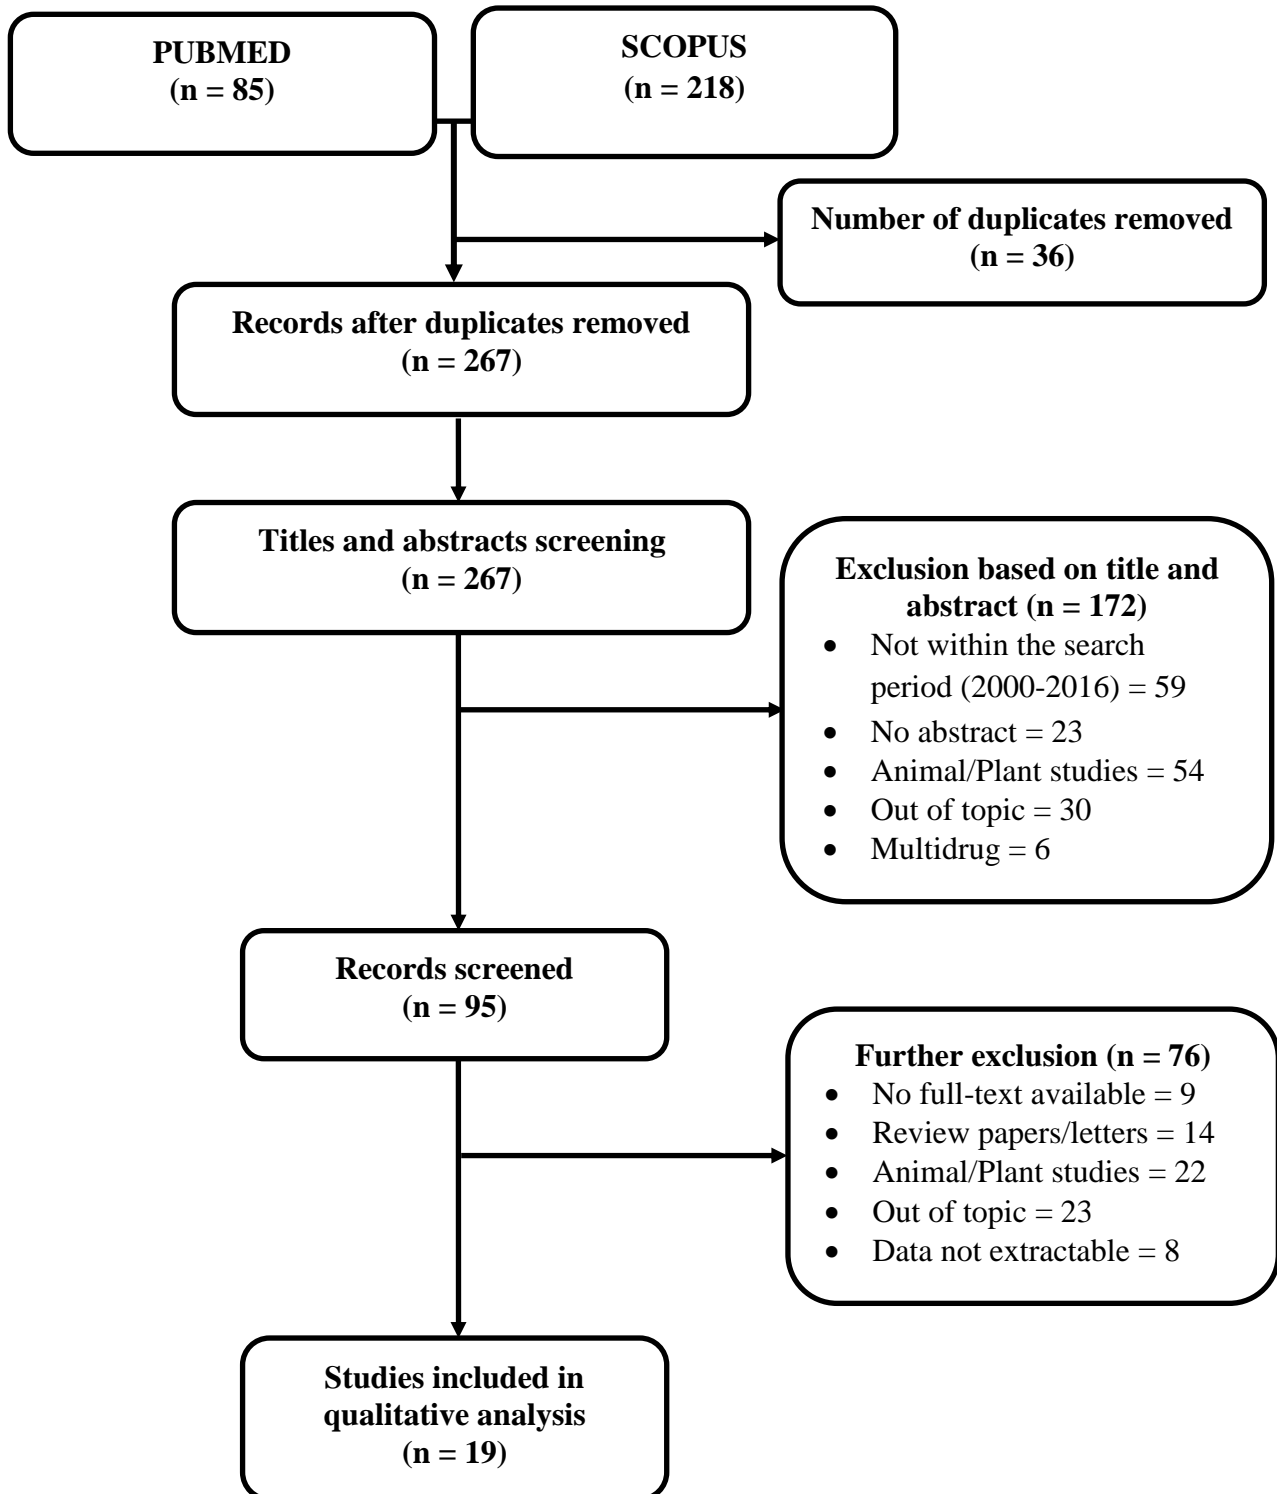 PUBMED
(n = 85)
SCOPUS
(n = 218)
Number of duplicates removed
(n = 36)
Records after duplicates removed
(n = 267)
Titles and abstracts screening
(n = 267)
Exclusion based on title and
abstract (n = 172)
• Not within the search
period (2000-2016) = 59
• No abstract = 23
• Animal/Plant studies = 54
• Out of topic = 30
• Multidrug = 6
Records screened
(n = 95)
Further exclusion (n = 76)
• No full-text available = 9
• Review papers/letters = 14
• Animal/Plant studies = 22
• Out of topic = 23
• Data not extractable = 8
Studies included in
qualitative analysis
(n = 19)